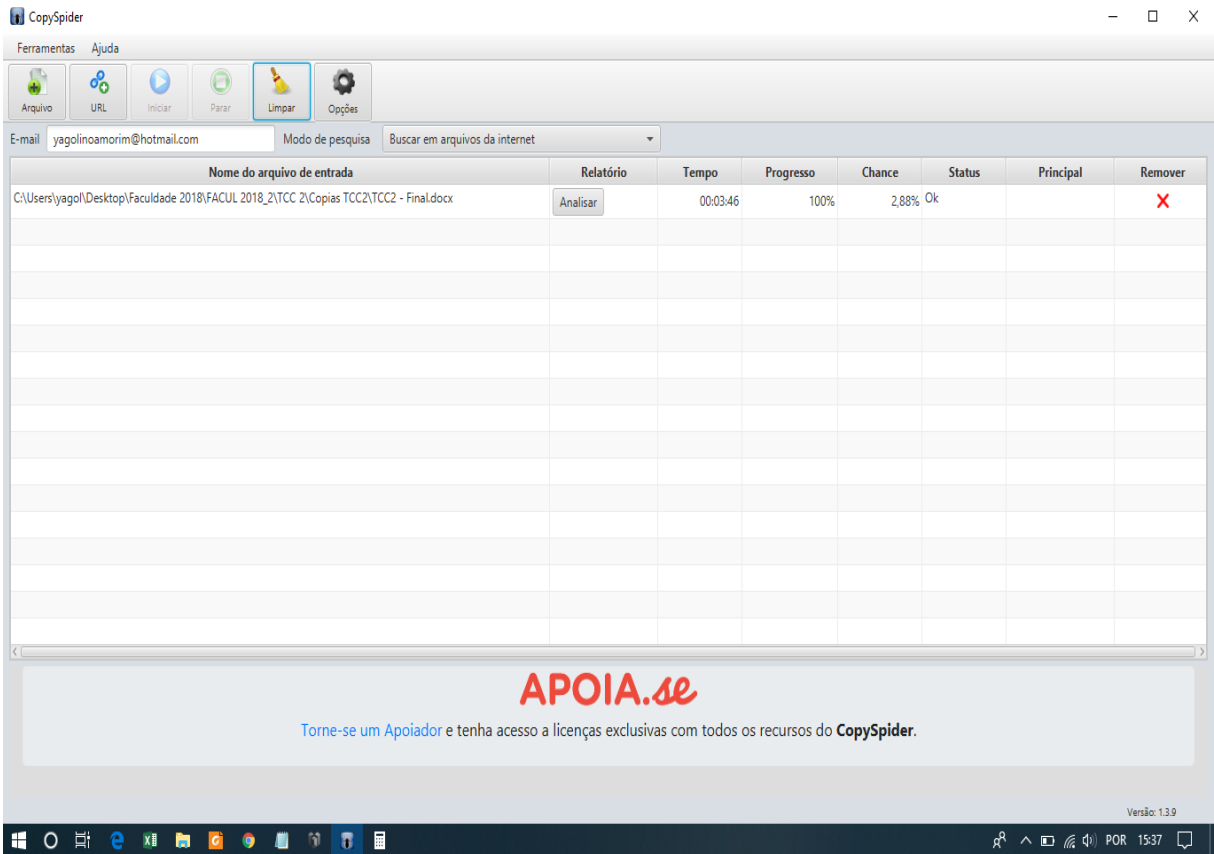 CopySpider
Ferramentas Ajuda
Arquivo URL Iniciar Parar Limpar Opções
E-mail yagolinoamorim@hotmail.com Modo de pesquisa Buscar em arquivos da internet
Nome do arquivo de entrada Relatório Tempo Progresso Chance Status Principal Remover
C:\Users\yagol\Desktop\Faculdade 2018\FACUL 2018_2\TCC 2\Copias TCC2\TCC2 - Final.docx Analisar 00:03:46 100% 2,88% Ok
APOIA.se
Torne-se um Apoiador e tenha acesso a licenças exclusivas com todos os recursos do CopySpider.
Versão: 1.3.9
POR 15:37